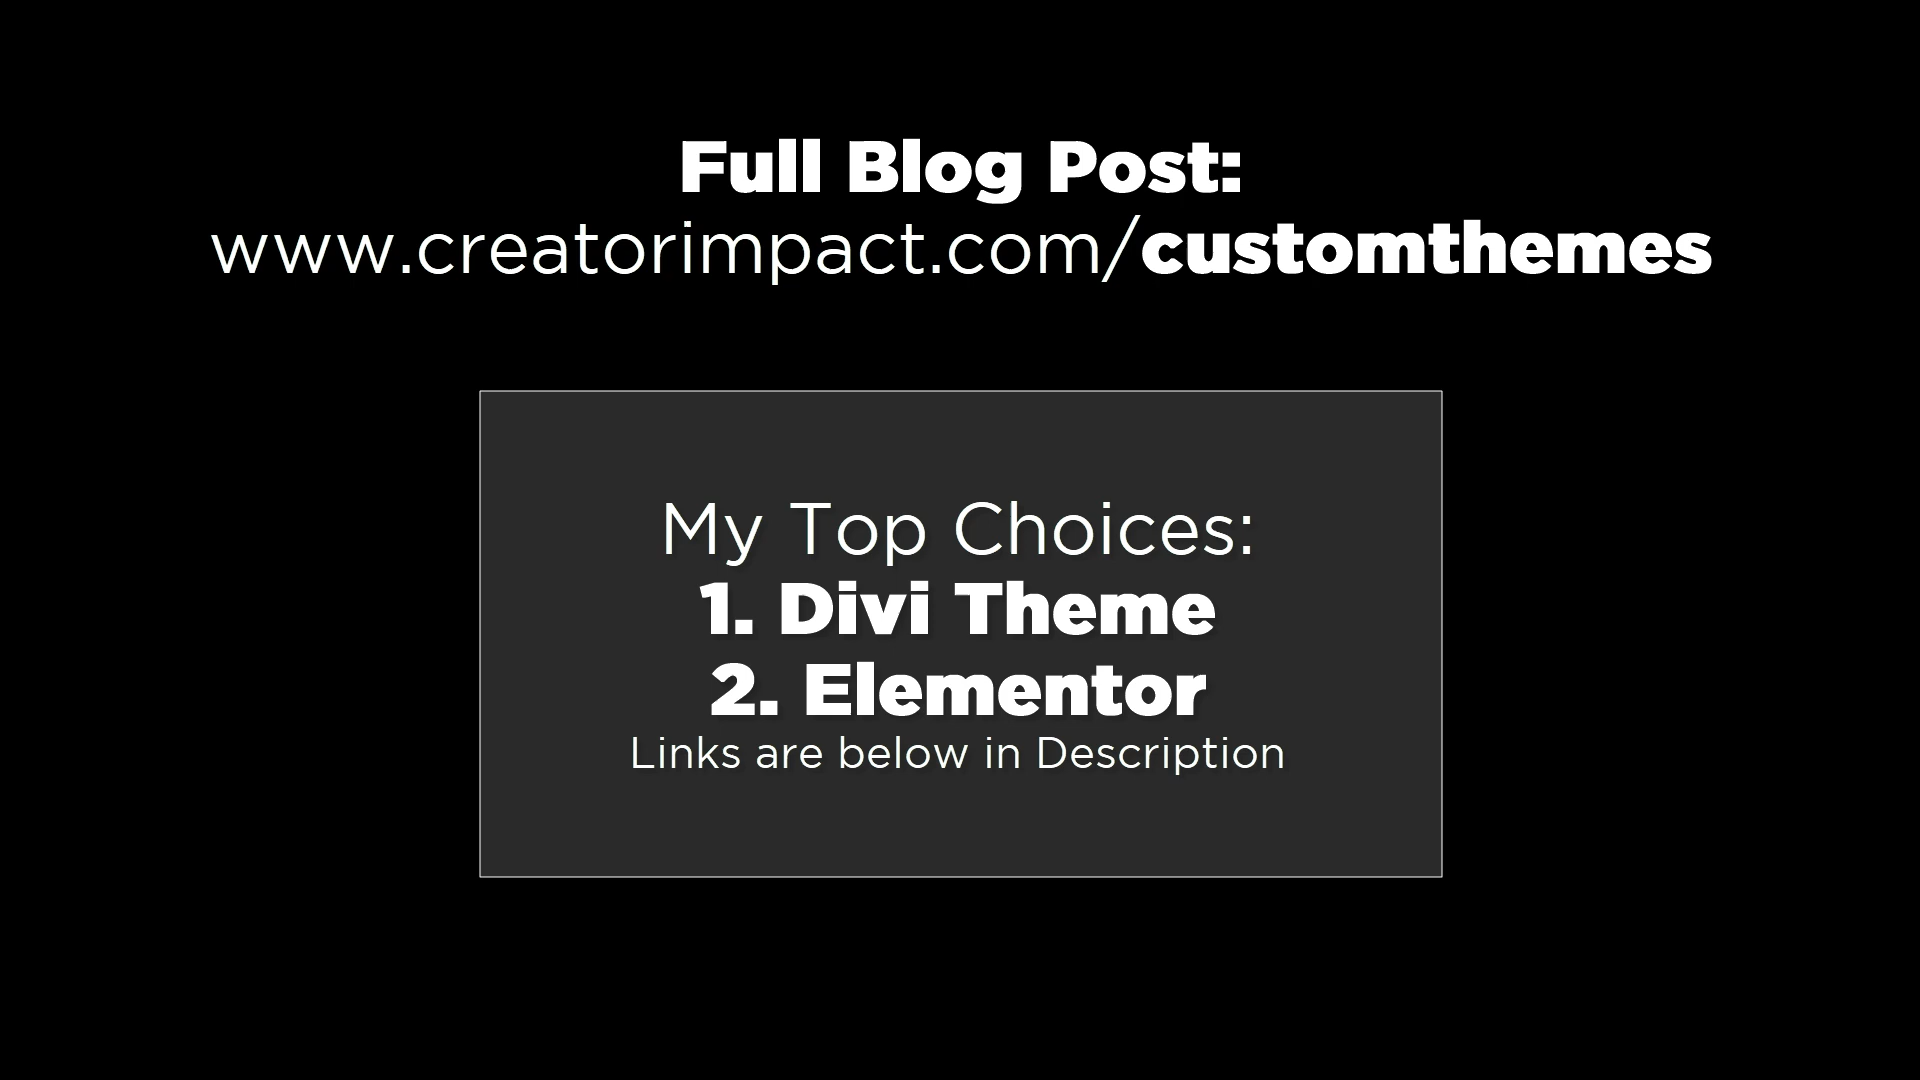 Full Blog Post:
www.creatorimpact.com/customthemes
My Top Choices:
1. Divi Theme
2. Elementor
Links are below in Description